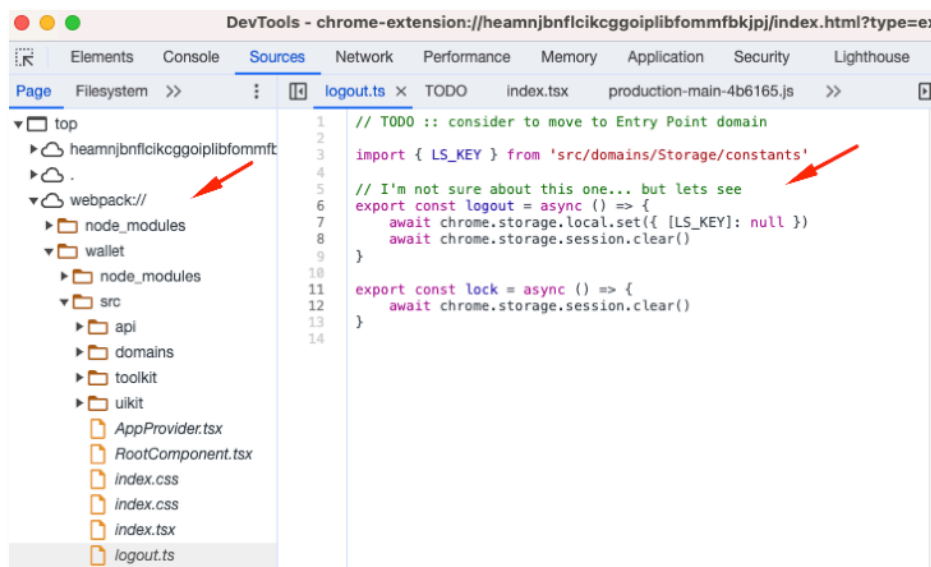 DevTools - chrome-extension://heamnjbnflcikcggoiplibfommfbkjpj/index.html?type=e
Elements Console Sources Network Performance Memory Application Security Lighthouse
Page Filesystem >> logout.ts × TODO index.tsx production-main-4b6165.js >>
top
heamnjbnflcikcggoiplibfommfb
.
webpack://
node_modules
wallet
node_modules
src
api
domains
toolkit
uikit
AppProvider.tsx
RootComponent.tsx
index.css
index.css
index.tsx
logout.ts
1 // TODO :: consider to move to Entry Point domain
2
3 import { LS_KEY } from 'src/domains/Storage/constants'
4
5 // I'm not sure about this one... but lets see
6 export const logout = async () => {
7 await chrome.storage.local.set({ [LS_KEY]: null })
8 await chrome.storage.session.clear()
9 }
10
11 export const lock = async () => {
12 await chrome.storage.session.clear()
13 }
14